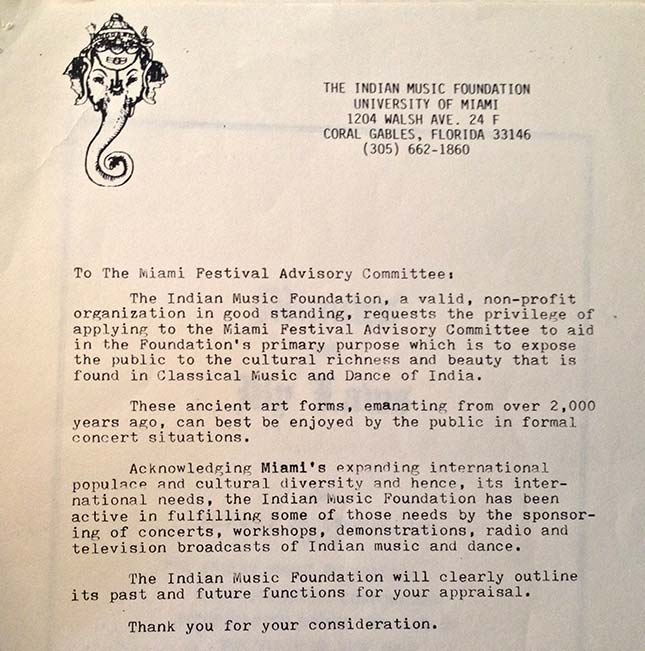 THE INDIAN MUSIC FOUNDATION
UNIVERSITY OF MIAMI
1204 WALSH AVE. 24 F
CORAL GABLES, FLORIDA 33146
(305) 662-1860
To The Miami Festival Advisory Committee:
The Indian Music Foundation, a valid, non-profit
organization in good standing, requests the privilege of
applying to the Miami Festival Advisory Committee to aid
in the Foundation's primary purpose which is to expose
the public to the cultural richness and beauty that is
found in Classical Music and Dance of India.
These ancient art forms, emanating from over 2,000
years ago, can best be enjoyed by the public in formal
concert situations.
Acknowledging Miami's expanding international
populace and cultural diversity and hence, its inter-
national needs, the Indian Music Foundation has been
active in fulfilling some of those needs by the sponsor-
ing of concerts, workshops, demonstrations, radio and
television broadcasts of Indian music and dance.
The Indian Music Foundation will clearly outline
its past and future functions for your appraisal.
Thank you for your consideration.